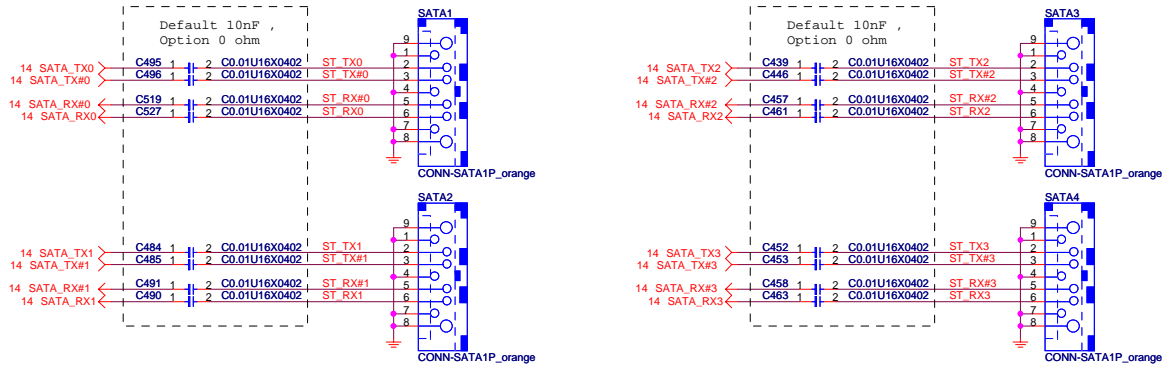 Default 10nF ,
Option 0 ohm
SATA1
9
1
14 SATA_TX0 C495 1 2 C0.01U16X0402 ST_TX0 2
14 SATA_TX#0 C496 1 2 C0.01U16X0402 ST_TX#0 3
4
14 SATA_RX#0 C519 1 2 C0.01U16X0402 ST_RX#0 5
14 SATA_RX0 C527 1 2 C0.01U16X0402 ST_RX0 6
7
8
CONN-SATA1P_orange
SATA2
9
1
14 SATA_TX1 C484 1 2 C0.01U16X0402 ST_TX1 2
14 SATA_TX#1 C485 1 2 C0.01U16X0402 ST_TX#1 3
4
14 SATA_RX#1 C491 1 2 C0.01U16X0402 ST_RX#1 5
14 SATA_RX1 C490 1 2 C0.01U16X0402 ST_RX1 6
7
8
CONN-SATA1P_orange
Default 10nF ,
Option 0 ohm
SATA3
9
1
14 SATA_TX2 C439 1 2 C0.01U16X0402 ST_TX2 2
14 SATA_TX#2 C446 1 2 C0.01U16X0402 ST_TX#2 3
4
14 SATA_RX#2 C457 1 2 C0.01U16X0402 ST_RX#2 5
14 SATA_RX2 C461 1 2 C0.01U16X0402 ST_RX2 6
7
8
CONN-SATA1P_orange
SATA4
9
1
14 SATA_TX3 C452 1 2 C0.01U16X0402 ST_TX3 2
14 SATA_TX#3 C453 1 2 C0.01U16X0402 ST_TX#3 3
4
14 SATA_RX#3 C458 1 2 C0.01U16X0402 ST_RX#3 5
14 SATA_RX3 C463 1 2 C0.01U16X0402 ST_RX3 6
7
8
CONN-SATA1P_orange